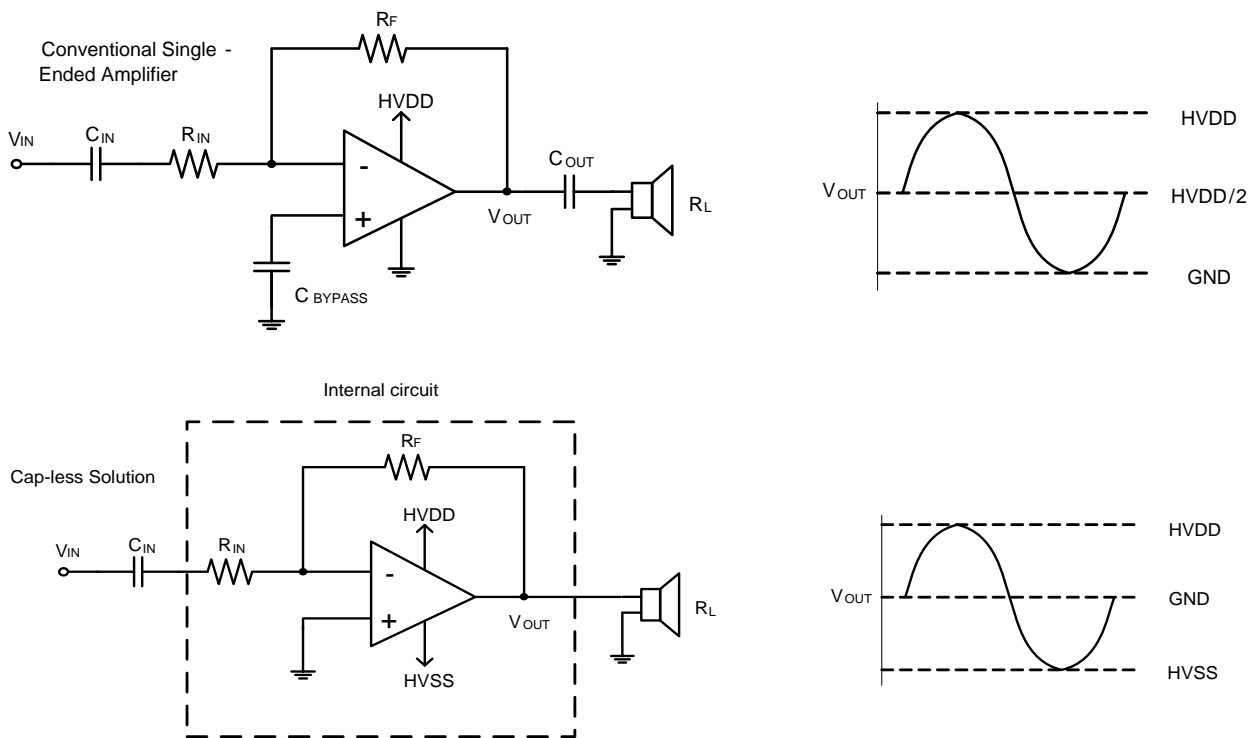 Conventional Single -
Ended Amplifier
RF
HVDD
VIN
CIN
RIN
-
+
COUT
VOUT
RL
C BYPASS
HVDD
VOUT
HVDD/2
GND
Internal circuit
Cap-less Solution
RF
HVDD
VIN
CIN
RIN
-
+
VOUT
RL
HVSS
HVDD
VOUT
GND
HVSS